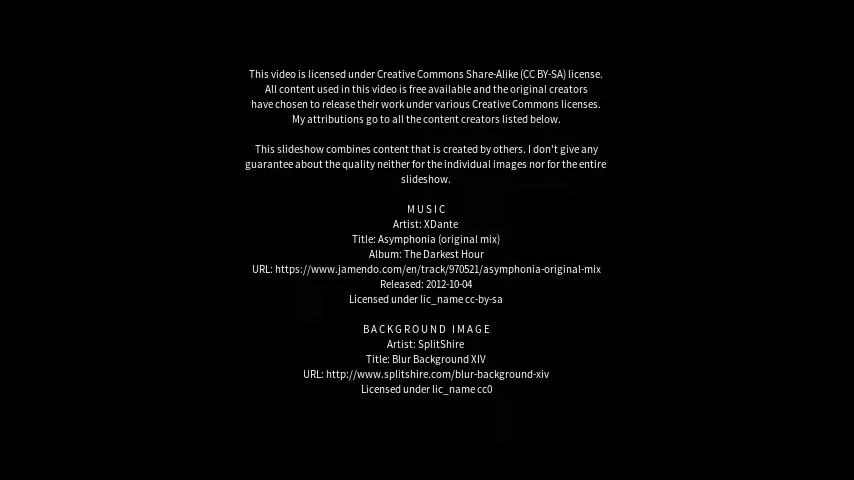 This video is licensed under Creative Commons Share-Alike (CC BY-SA) license.
All content used in this video is free available and the original creators
have chosen to release their work under various Creative Commons licenses.
My attributions go to all the content creators listed below.
This slideshow combines content that is created by others. I don't give any
guarantee about the quality neither for the individual images nor for the entire
slideshow.
MUSIC
Artist: XDante
Title: Asymphonia (original mix)
Album: The Darkest Hour
URL: https://www.jamendo.com/en/track/970521/asymphonia-original-mix
Released: 2012-10-04
Licensed under lic_name cc-by-sa
BACKGROUND IMAGE
Artist: SplitShire
Title: Blur Background XIV
URL: http://www.splitshire.com/blur-background-xiv
Licensed under lic_name cc0